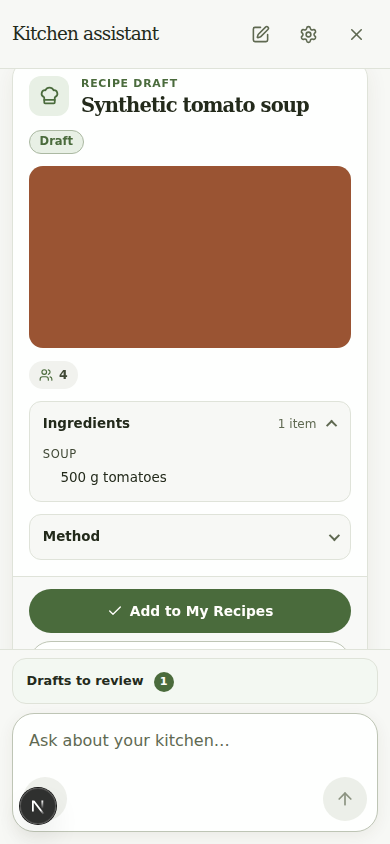 Kitchen assistant
RECIPE DRAFT
Synthetic tomato soup
Draft
4
Ingredients 1 item
SOUP
500 g tomatoes
Method
Add to My Recipes
Drafts to review 1
Ask about your kitchen...
N